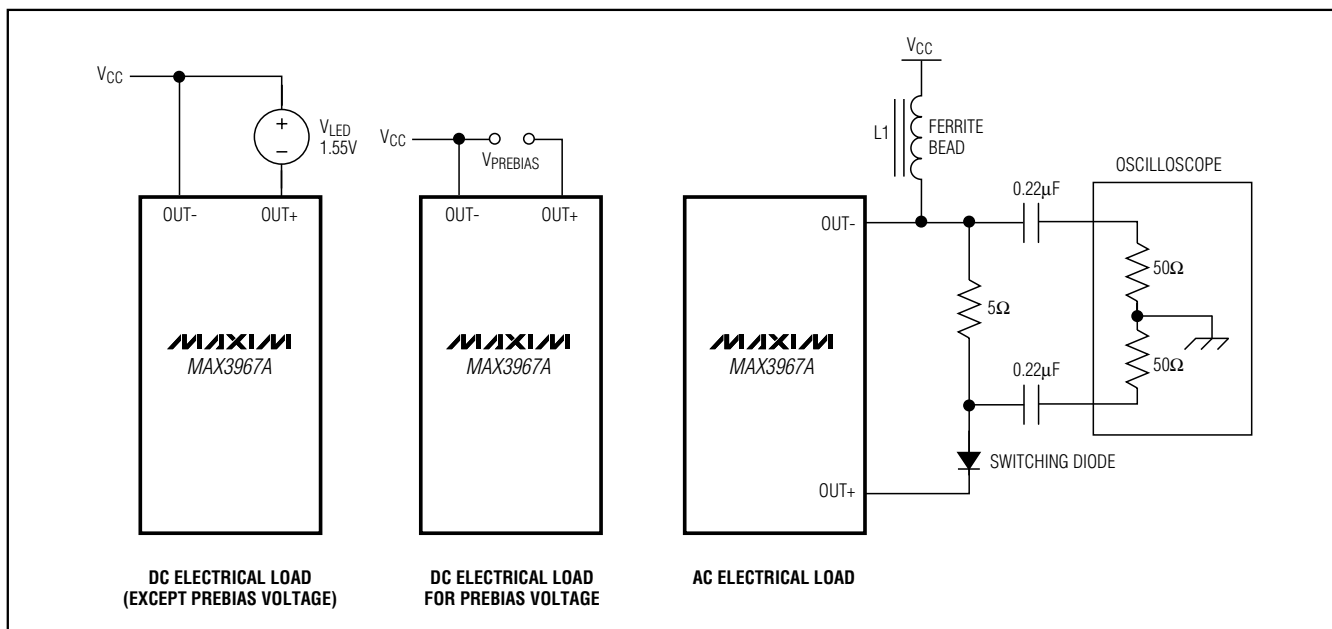 VCC
VLED
1.55V
OUT-
OUT+
MAXIM
MAX3967A
DC ELECTRICAL LOAD
(EXCEPT PREBIAS VOLTAGE)
VCC
VPREBIAS
OUT-
OUT+
MAXIM
MAX3967A
DC ELECTRICAL LOAD
FOR PREBIAS VOLTAGE
VCC
L1
FERRITE
BEAD
OUT-
MAXIM
MAX3967A
OUT+
AC ELECTRICAL LOAD
5Ω
SWITCHING DIODE
0.22µF
0.22µF
OSCILLOSCOPE
50Ω
50Ω